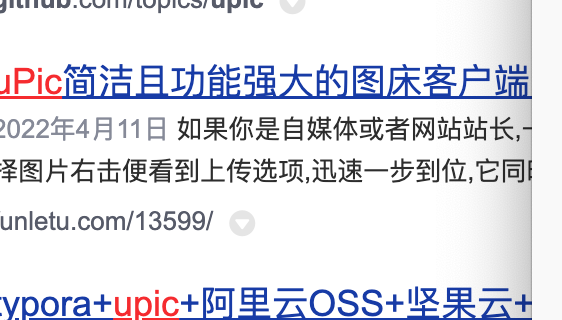 github.com/topics/upic
uPic简洁且功能强大的图床客户端
2022年4月11日 如果你是自媒体或者网站站长,
择图片右击便看到上传选项,迅速一步到位,它同时
funletu.com/13599/
typora+upic+阿里云OSS+坚果云+